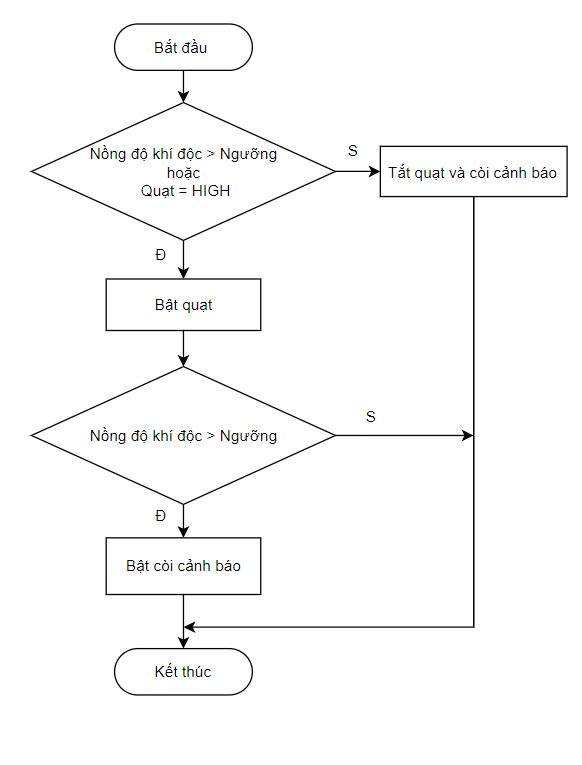 Bắt đầu
Nồng độ khí độc > Ngưỡng
hoặc
Quạt = HIGH
S
Tắt quạt và còi cảnh báo
Đ
Bật quạt
Nồng độ khí độc > Ngưỡng
S
Đ
Bật còi cảnh báo
Kết thúc